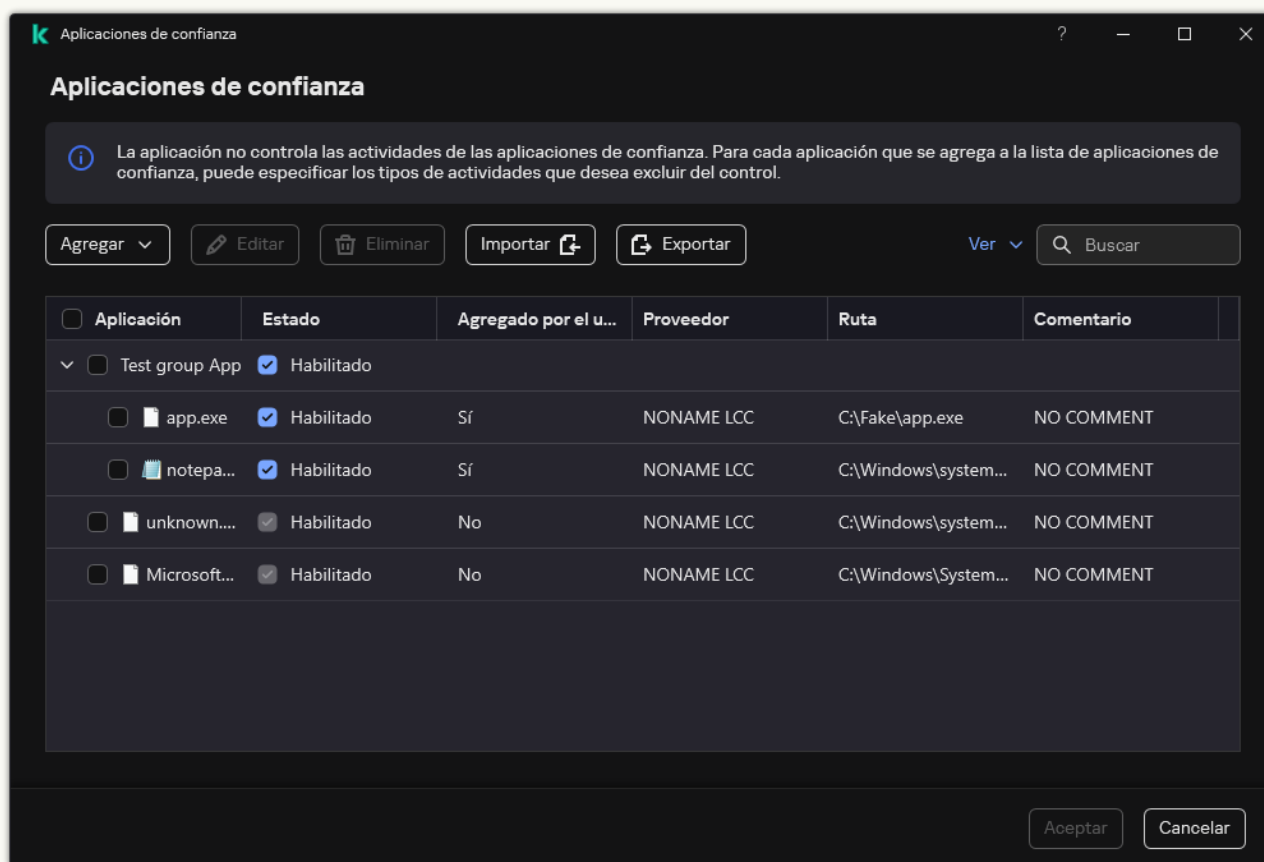 Aplicaciones de confianza
?
Aplicaciones de confianza
La aplicación no controla las actividades de las aplicaciones de confianza. Para cada aplicación que se agrega a la lista de aplicaciones de
confianza, puede especificar los tipos de actividades que desea excluir del control.
Agregar Editar Eliminar Importar Exportar Ver Buscar
Aplicación Estado Agregado por el u... Proveedor Ruta Comentario
Test group App Habilitado
app.exe Habilitado Sí NONAME LCC C:\Fake\app.exe NO COMMENT
notepa... Habilitado Sí NONAME LCC C:\Windows\system... NO COMMENT
unknown.... Habilitado No NONAME LCC C:\Windows\system... NO COMMENT
Microsoft... Habilitado No NONAME LCC C:\Windows\System... NO COMMENT
Aceptar Cancelar